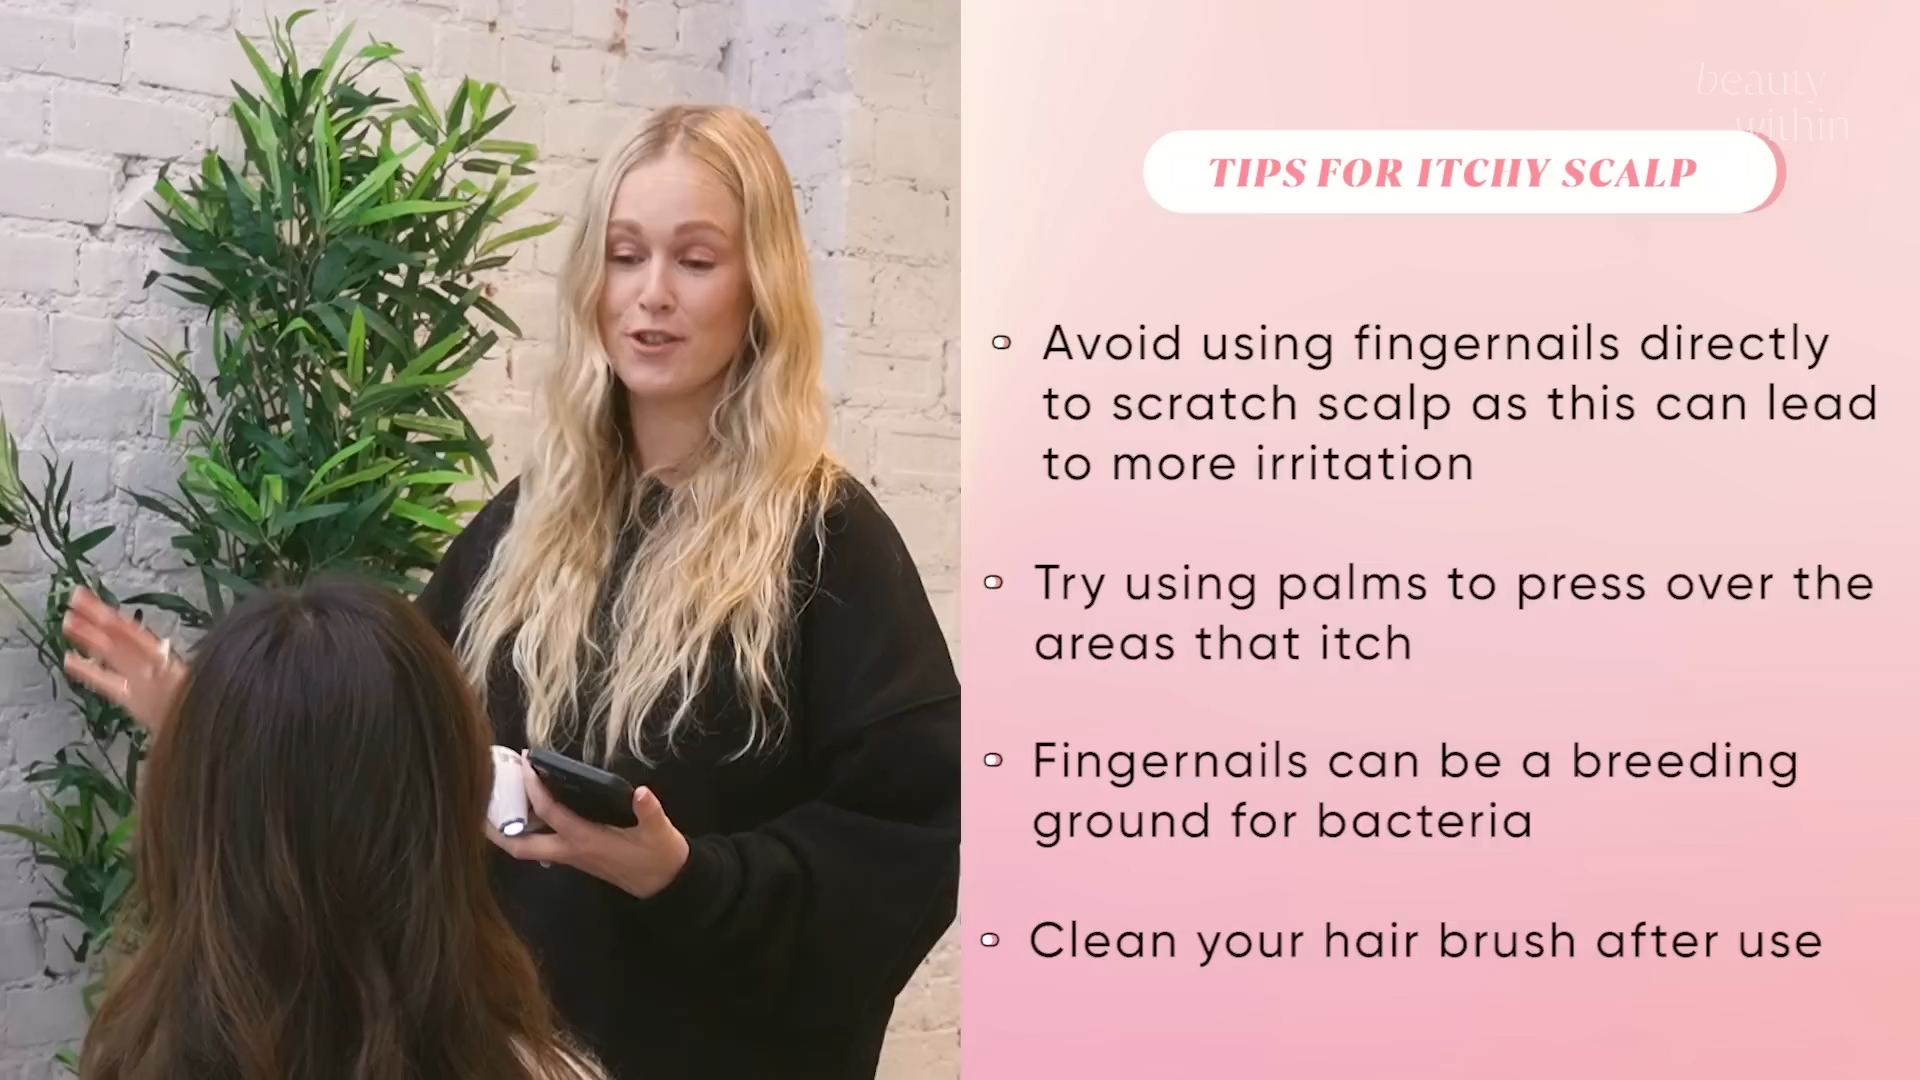 beauty
within
TIPS FOR ITCHY SCALP
Avoid using fingernails directly
to scratch scalp as this can lead
to more irritation
Try using palms to press over the
areas that itch
Fingernails can be a breeding
ground for bacteria
Clean your hair brush after use